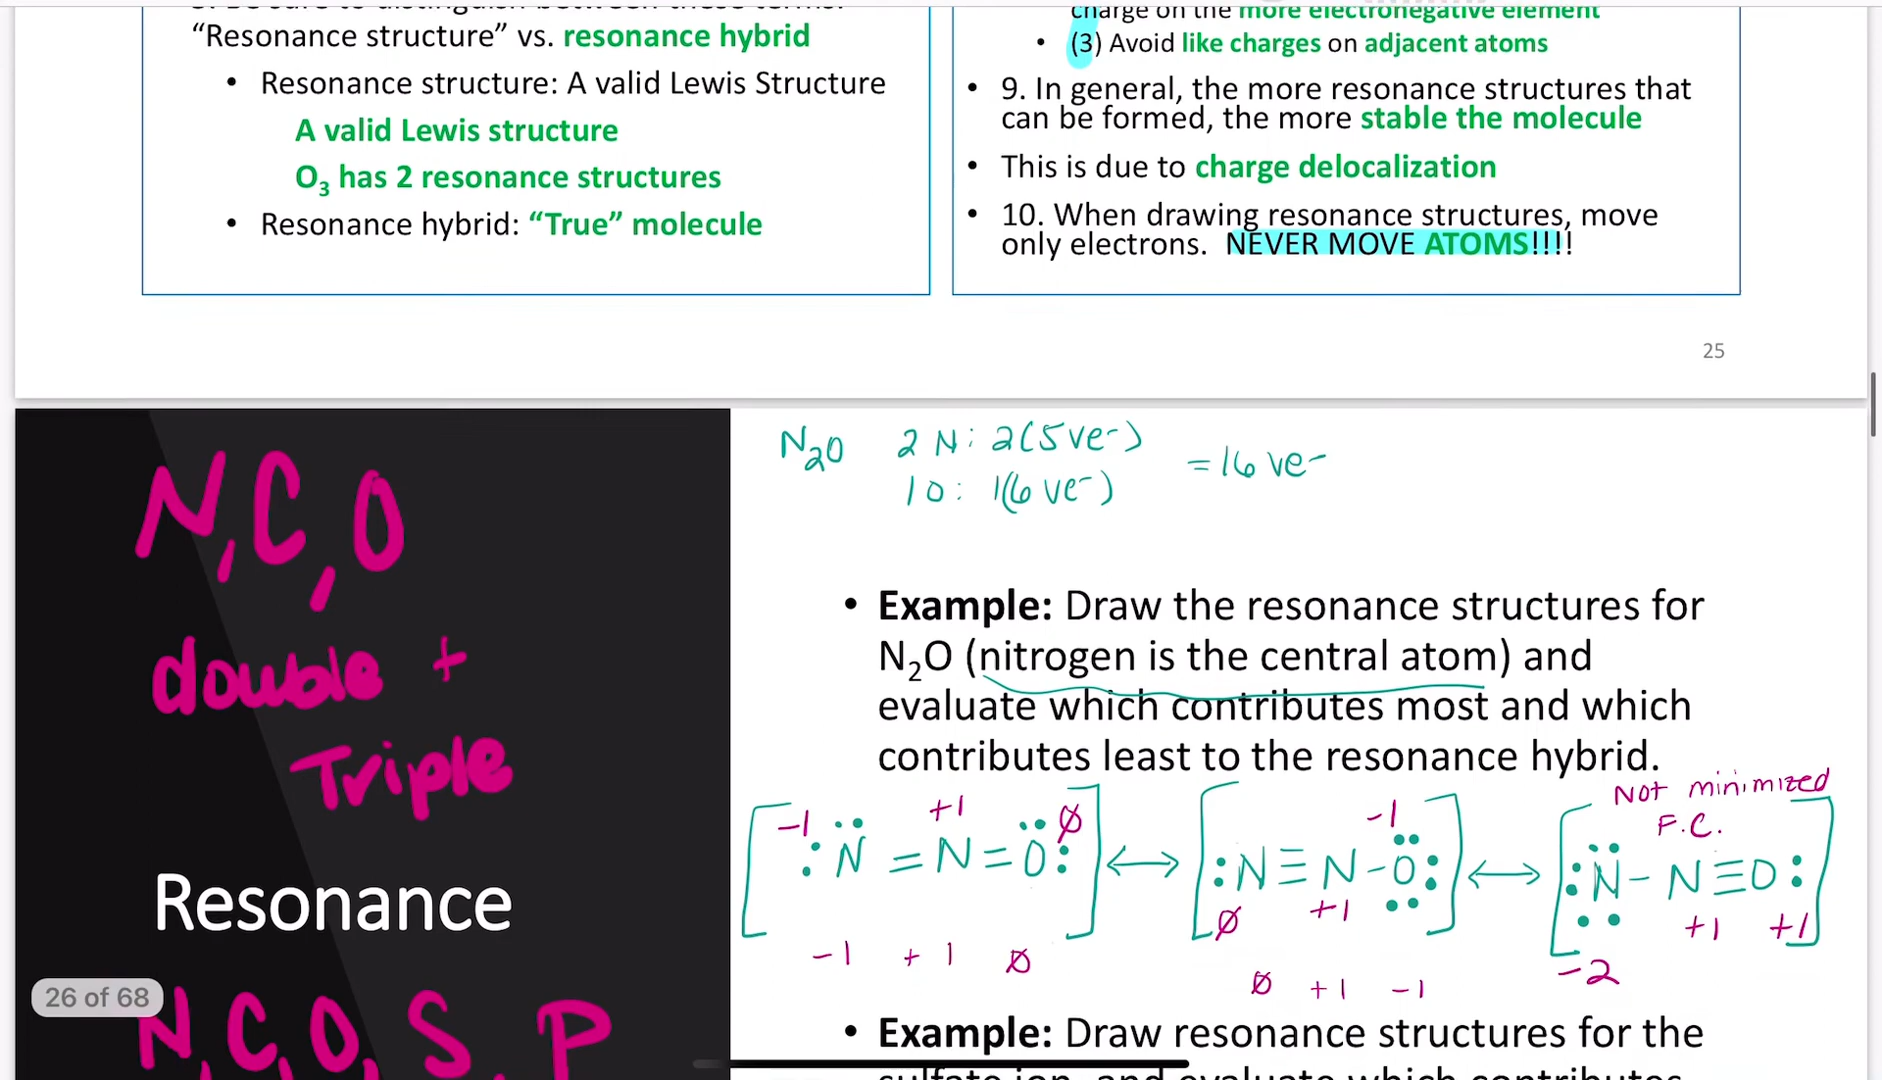 "Resonance structure" vs. resonance hybrid
• Resonance structure: A valid Lewis Structure
A valid Lewis structure
O₃ has 2 resonance structures
• Resonance hybrid: “True” molecule
charge on the more electronegative element
• (3) Avoid like charges on adjacent atoms
• 9. In general, the more resonance structures that
can be formed, the more stable the molecule
• This is due to charge delocalization
• 10. When drawing resonance structures, move
only electrons. NEVER MOVE ATOMS!!!!
25
N, C, O
double +
Triple
Resonance
26 of 68
N, C, O, S, P
N₂O 2 N: 2(5 ve⁻)
1 O: 1(6 ve⁻)
= 16 ve⁻
• Example: Draw the resonance structures for
N₂O (nitrogen is the central atom) and
evaluate which contributes most and which
contributes least to the resonance hybrid.
Not minimized
F.C.
-1 +1 ∅
[:N̈=N=Ö:] ↔ [:N≡N-Ö:] ↔ [:N̈-N≡O:]
-1
∅ +1
+1 +1
-2
-1 +1 ∅
∅ +1 -1
• Example: Draw resonance structures for the